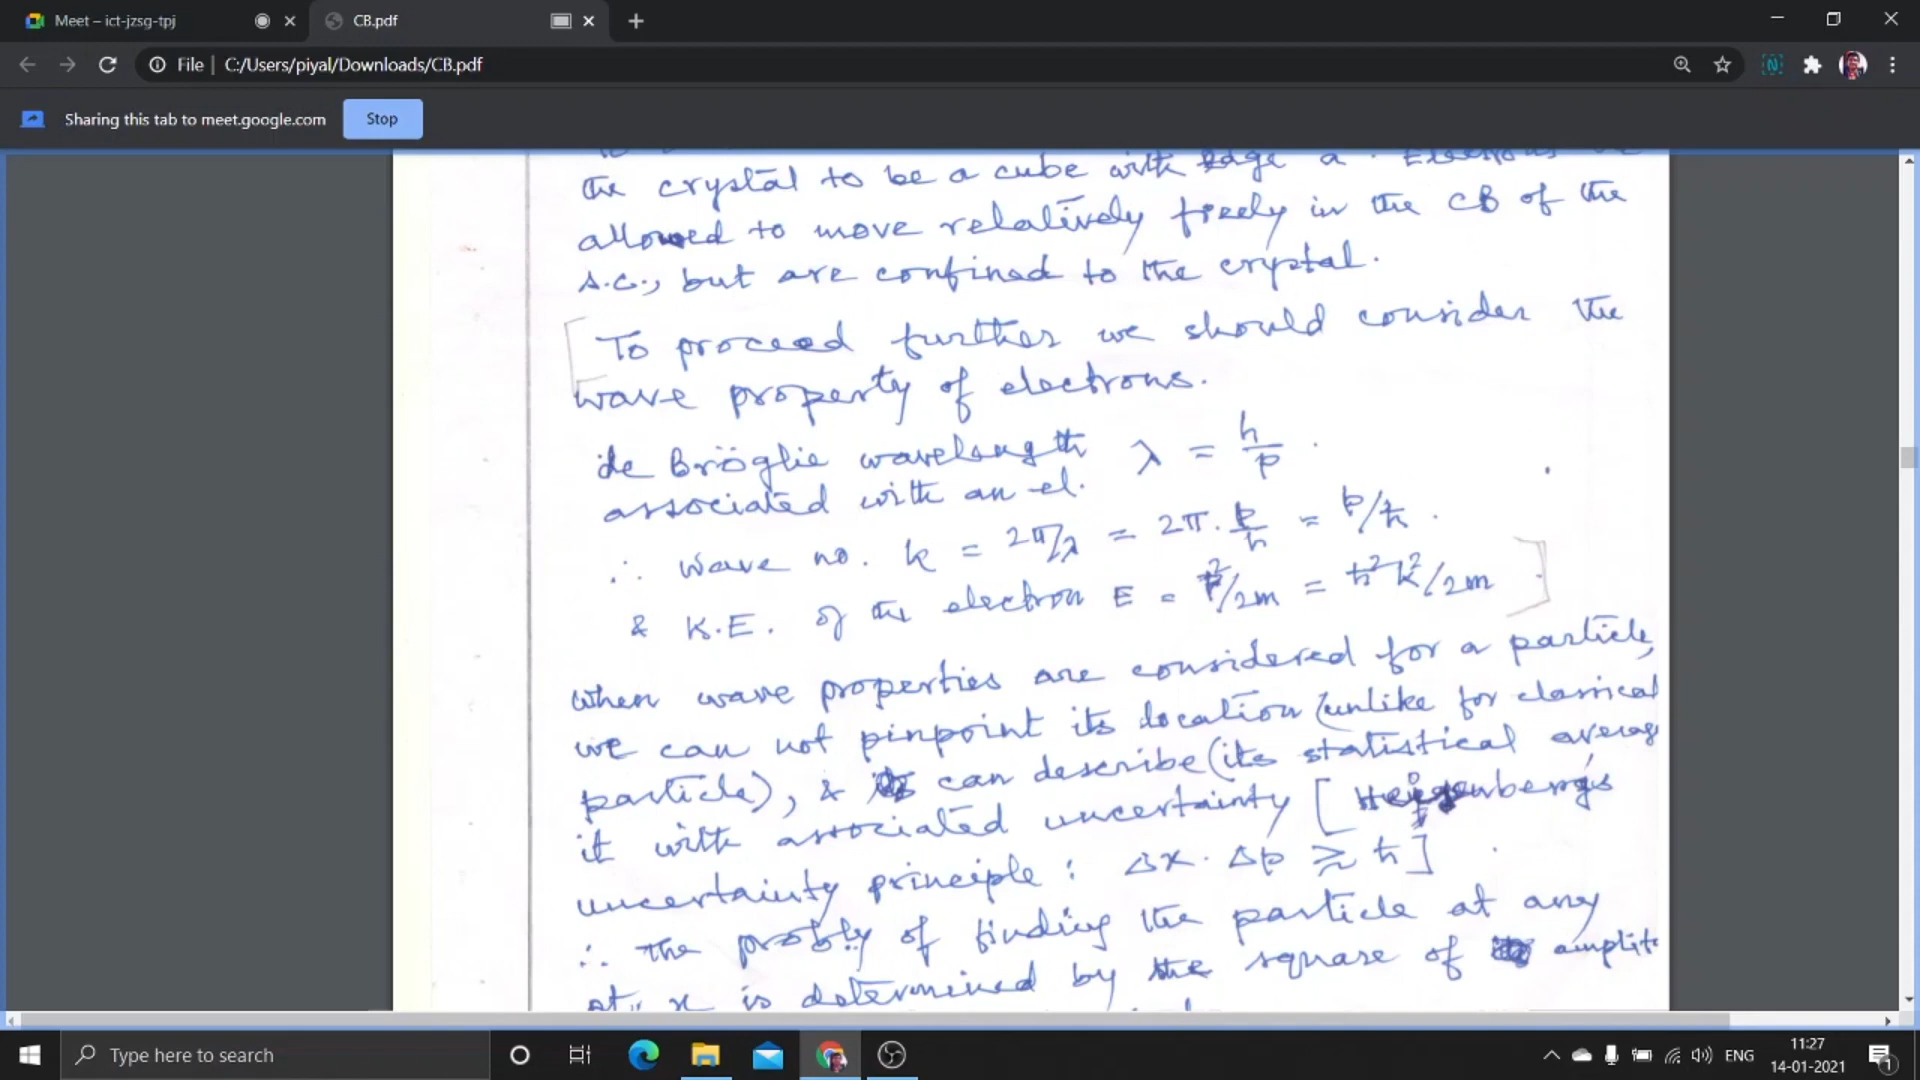 Meet – ict-jzsg-tpj
CB.pdf
File
C:/Users/piyal/Downloads/CB.pdf
Sharing this tab to meet.google.com
Stop
the crystal to be a cube with edge a.
allowed to move relatively freely in the CB of the
s.c., but are confined to the crystal.
[To proceed further we should consider the
wave property of electrons.
de Bröglie wavelength λ = h/p.
associated with an el.
∴ wave no. k = 2π/λ = 2π. p/h = p/ħ.
& K.E. of the electron E = p²/2m = ħ²k²/2m ]
when wave properties are considered for a particle,
we can not pinpoint its location (unlike for classical
particle), & can describe (its statistical average
it with associated uncertainty [Heisenberg's
uncertainty principle : Δx. Δp ⩾ ħ]
∴ the probly of finding the particle at any
x is determined by the square of
Type here to search
ENG
11:27
14-01-2021
1